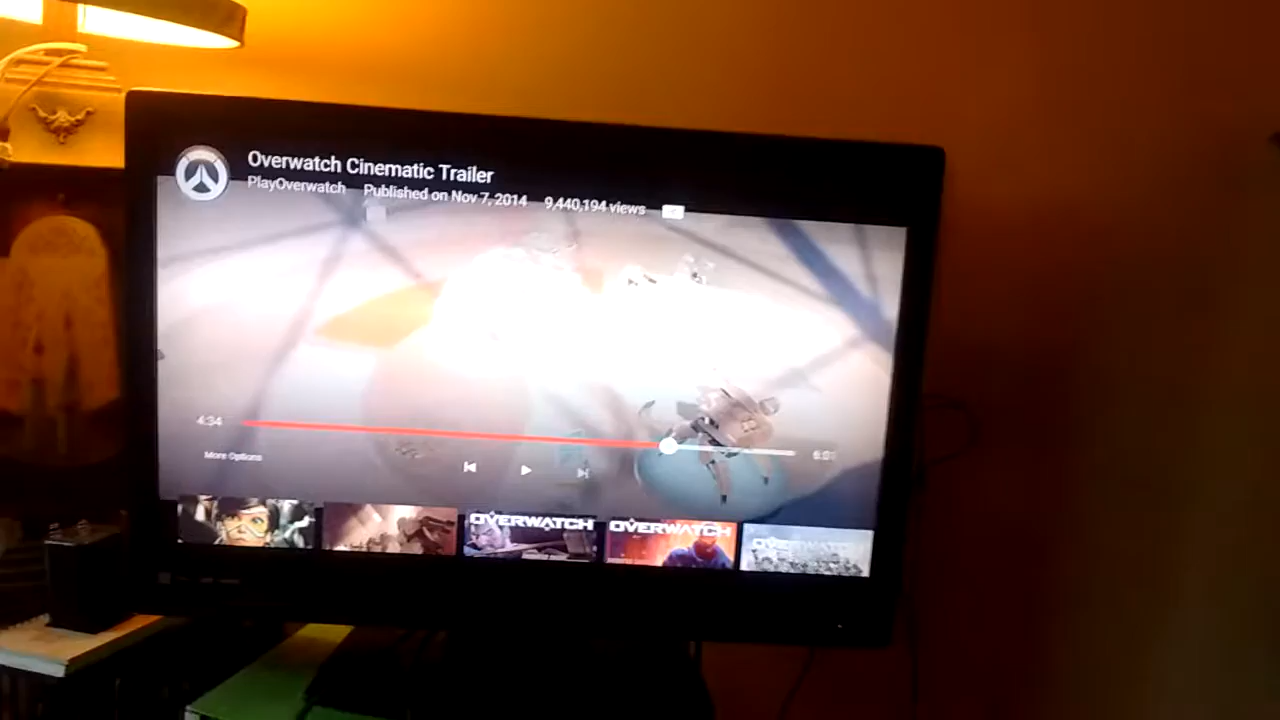 Overwatch Cinematic Trailer
PlayOverwatch Published on Nov 7, 2014 9,440,194 views
4:34 6:01
More Options
OVERWATCH OVERWATCH OVERWATCH